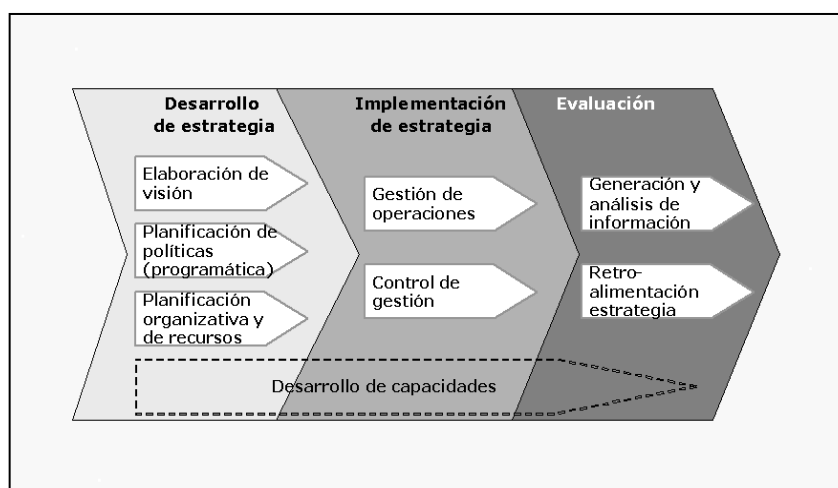 Desarrollo
de estrategia
Elaboración de
visión
Planificación de
políticas
(programática)
Planificación
organizativa y
de recursos
Implementación
de estrategia
Gestión de
operaciones
Control de
gestión
Evaluación
Generación y
análisis de
información
Retro-
alimentación
estrategia
Desarrollo de capacidades